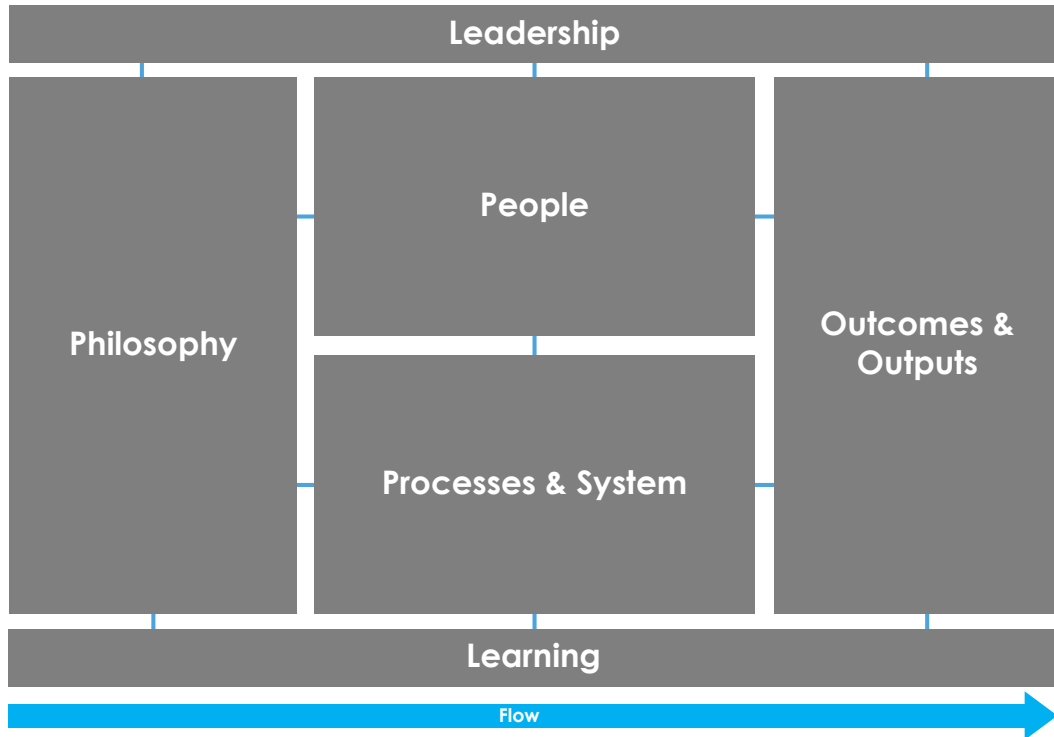 Leadership
People
Philosophy
Outcomes &
Outputs
Processes & System
Learning
Flow